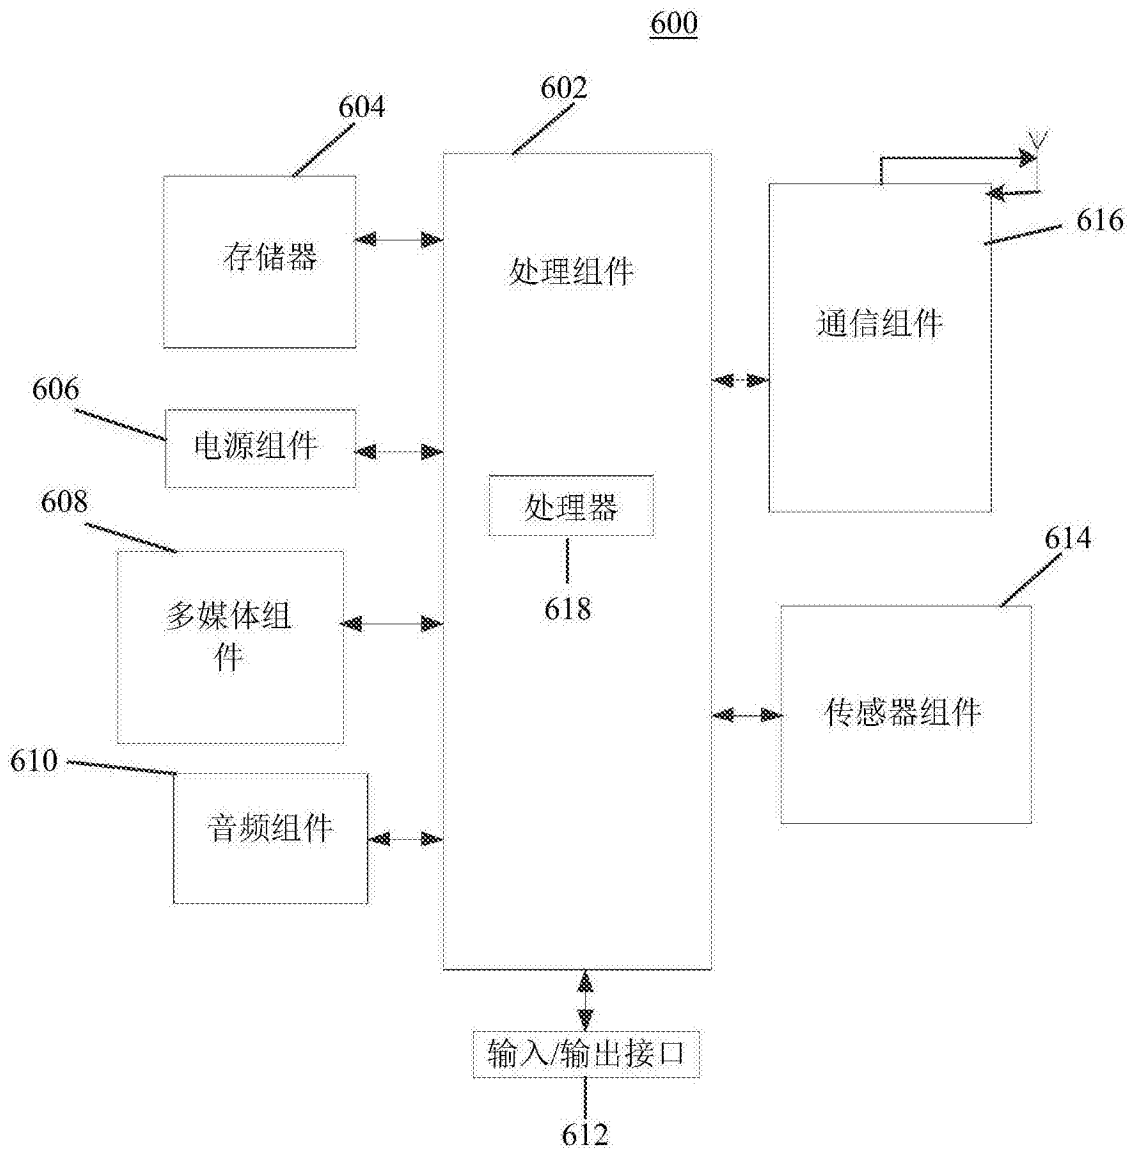 600
604
602
616
存储器
处理组件
通信组件
606
电源组件
608
处理器
618
614
多媒体组
件
传感器组件
610
音频组件
输入/输出接口
612